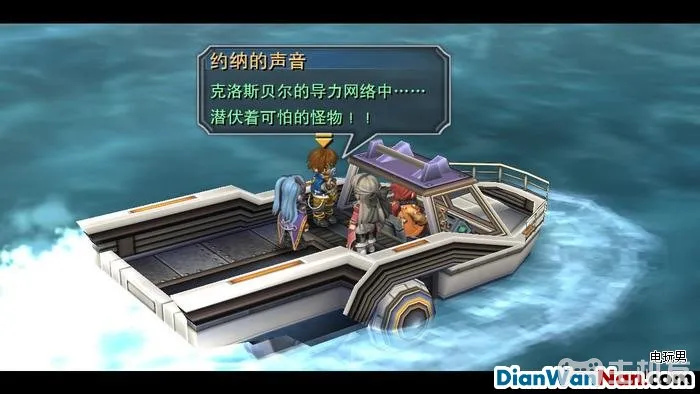 约纳的声音
克洛斯贝尔的导力网络中……
潜伏着可怕的怪物！！
电玩男
DianWanNan.com